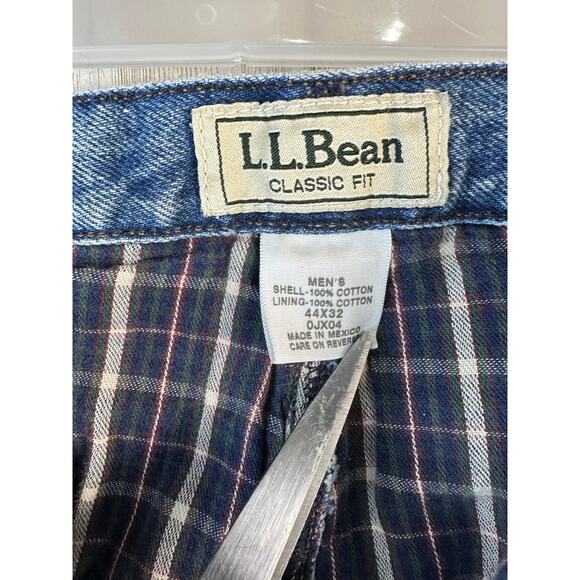 L.L.Bean
CLASSIC FIT
MEN'S
SHELL-100% COTTON
LINING-100% COTTON
44X32
0JX04
MADE IN MEXICO
CARE ON REVERSE